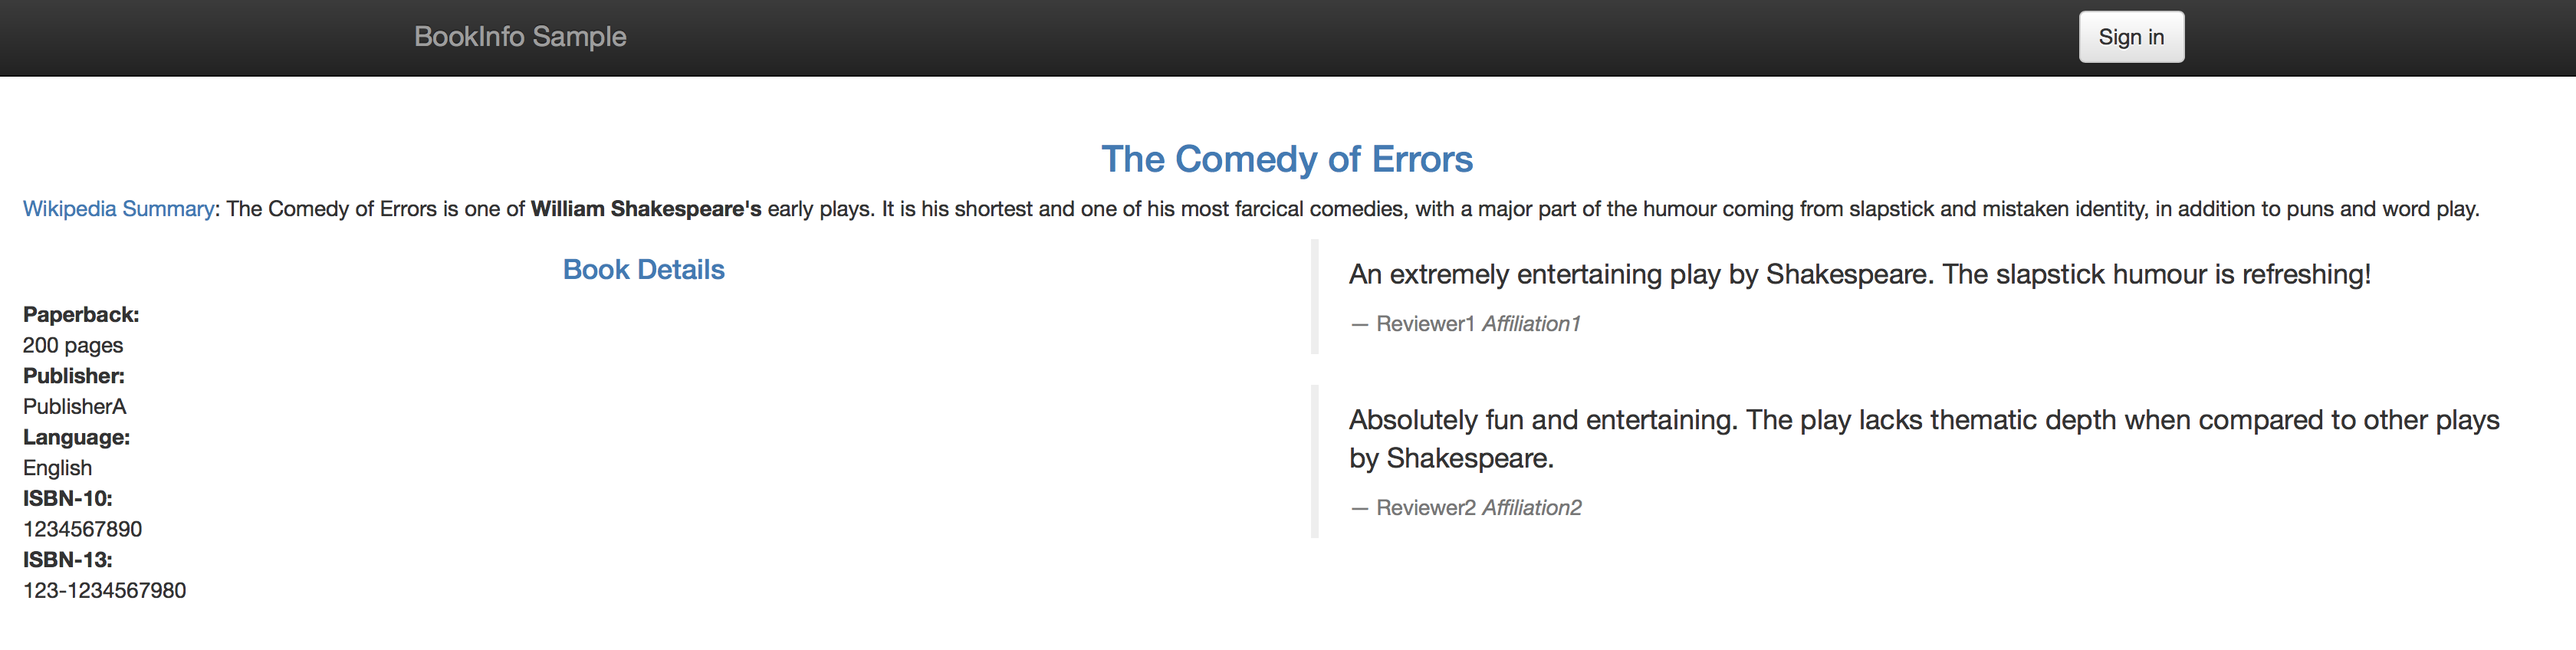 BookInfo Sample
Sign in
The Comedy of Errors
Wikipedia Summary: The Comedy of Errors is one of William Shakespeare's early plays. It is his shortest and one of his most farcical comedies, with a major part of the humour coming from slapstick and mistaken identity, in addition to puns and word play.
Book Details
Paperback:
200 pages
Publisher:
PublisherA
Language:
English
ISBN-10:
1234567890
ISBN-13:
123-1234567980
An extremely entertaining play by Shakespeare. The slapstick humour is refreshing!
— Reviewer1 Affiliation1
Absolutely fun and entertaining. The play lacks thematic depth when compared to other plays
by Shakespeare.
— Reviewer2 Affiliation2